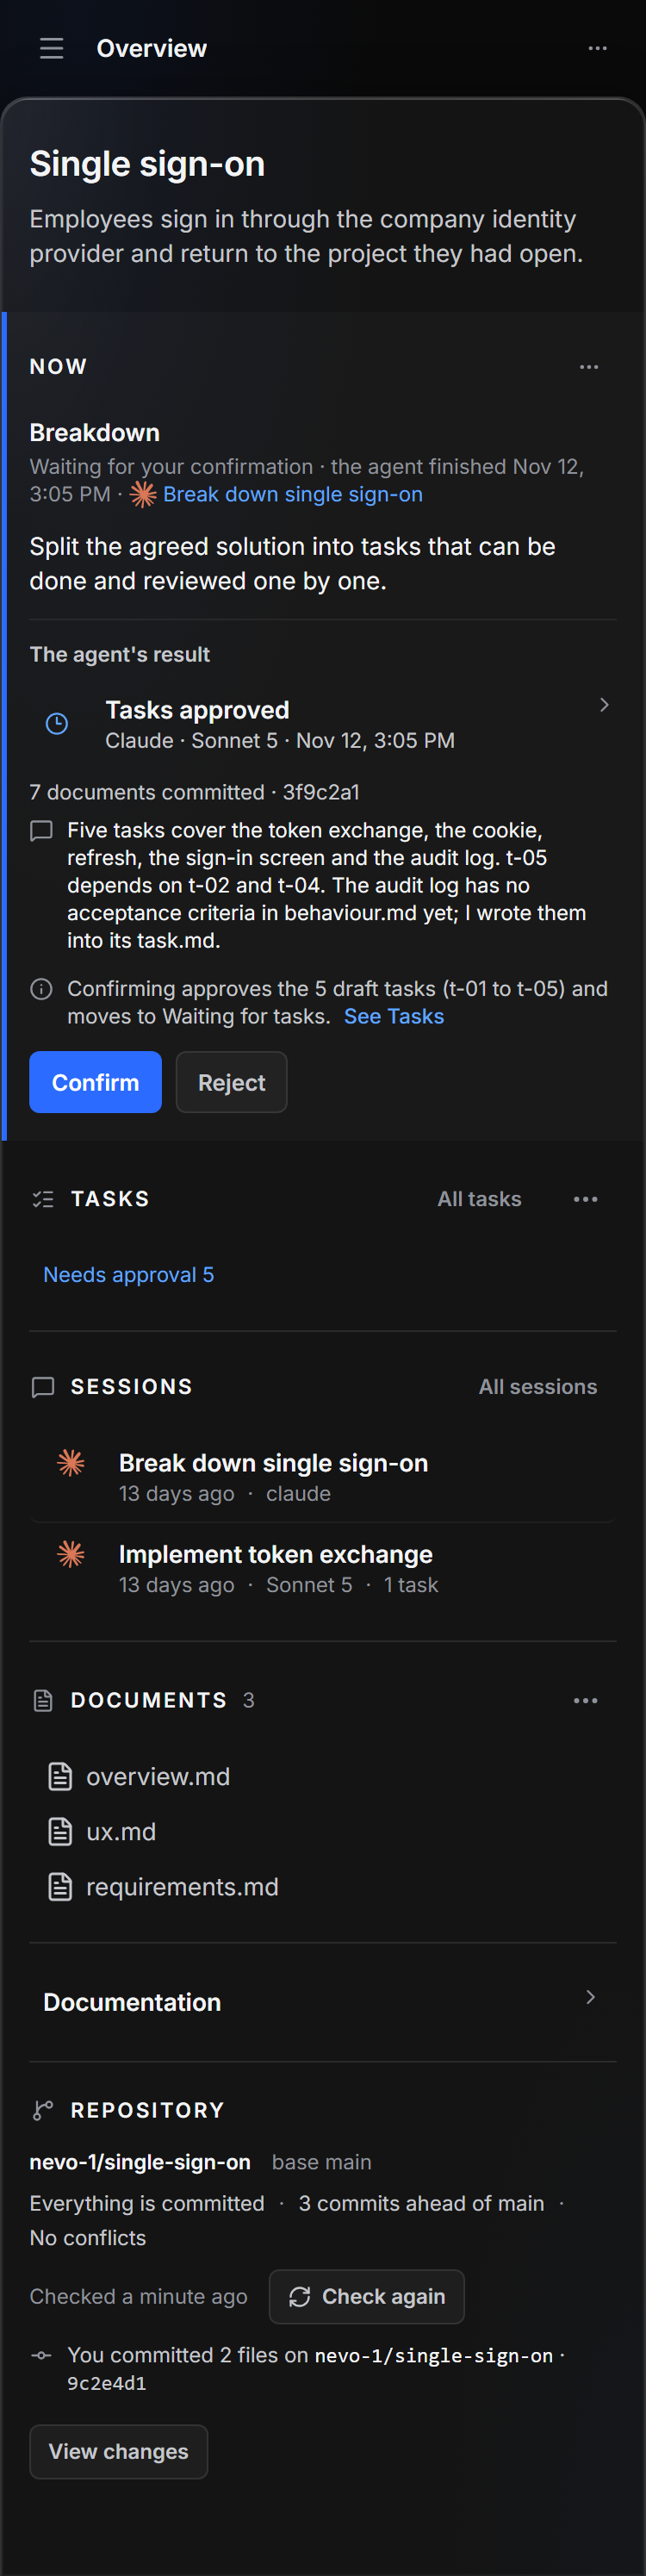 Overview
Single sign-on
Employees sign in through the company identity
provider and return to the project they had open.
NOW
Breakdown
Waiting for your confirmation · the agent finished Nov 12,
3:05 PM · Break down single sign-on
Split the agreed solution into tasks that can be
done and reviewed one by one.
The agent's result
Tasks approved
Claude · Sonnet 5 · Nov 12, 3:05 PM
7 documents committed · 3f9c2a1
Five tasks cover the token exchange, the cookie,
refresh, the sign-in screen and the audit log. t-05
depends on t-02 and t-04. The audit log has no
acceptance criteria in behaviour.md yet; I wrote them
into its task.md.
Confirming approves the 5 draft tasks (t-01 to t-05) and
moves to Waiting for tasks. See Tasks
Confirm Reject
TASKS All tasks
Needs approval 5
SESSIONS All sessions
Break down single sign-on
13 days ago · claude
Implement token exchange
13 days ago · Sonnet 5 · 1 task
DOCUMENTS 3
overview.md
ux.md
requirements.md
Documentation
REPOSITORY
nevo-1/single-sign-on base main
Everything is committed · 3 commits ahead of main ·
No conflicts
Checked a minute ago Check again
You committed 2 files on nevo-1/single-sign-on ·
9c2e4d1
View changes